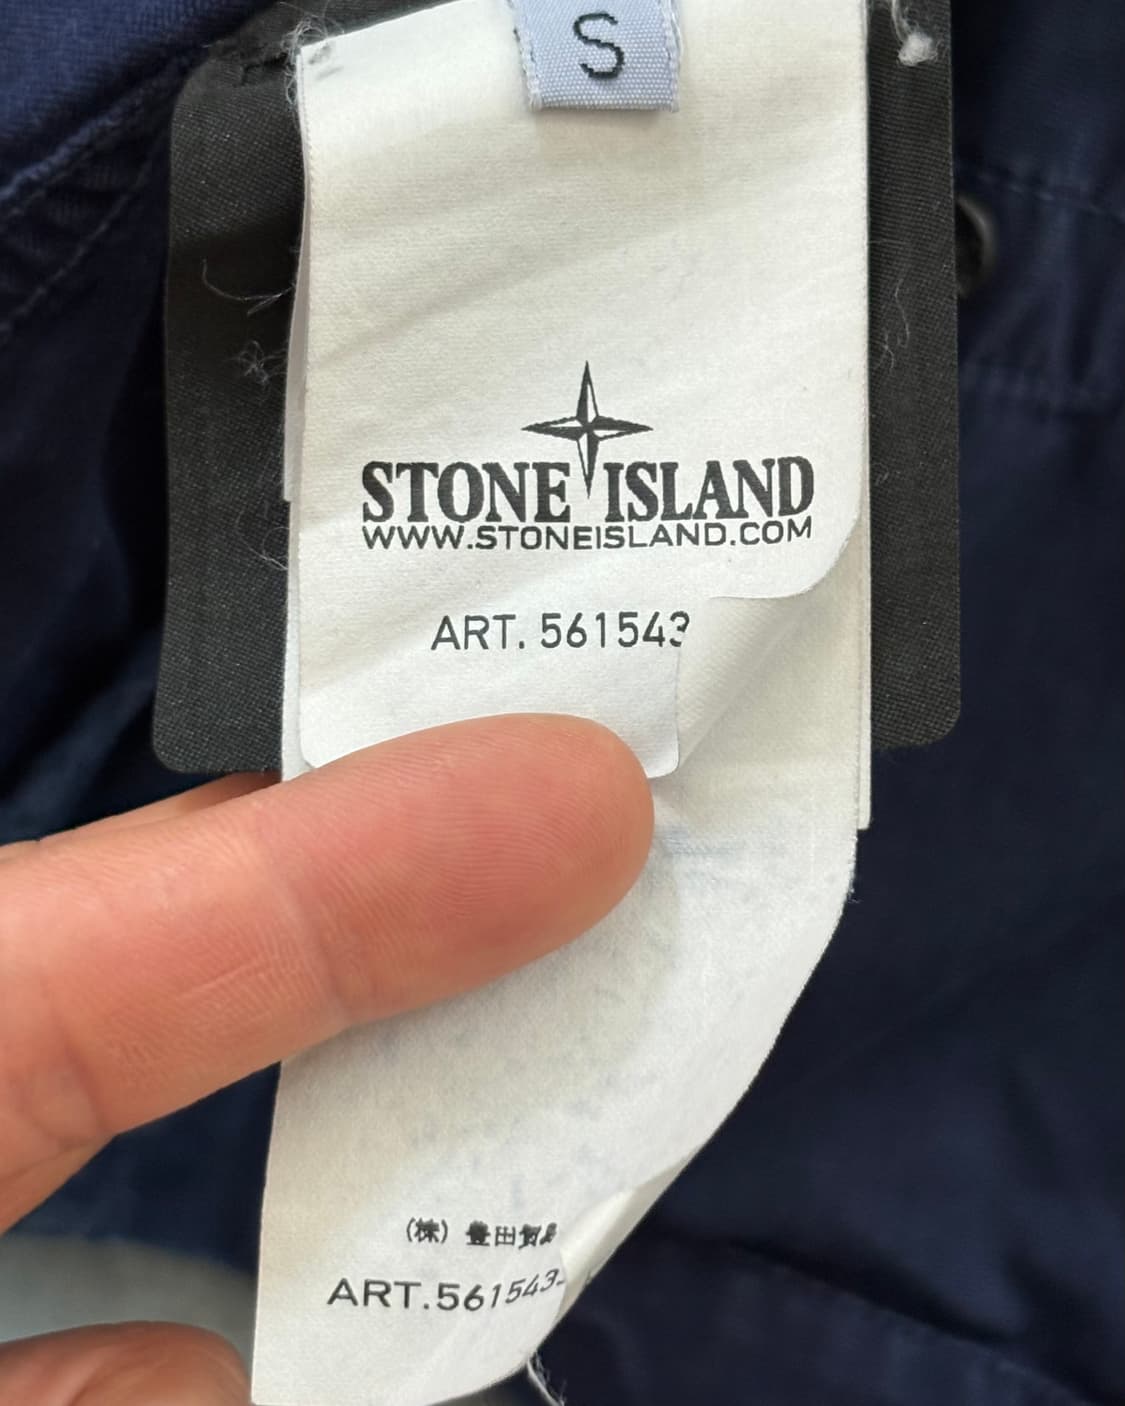 S
STONE ISLAND
WWW.STONEISLAND.COM
ART. 561543
(株) 豊田貿易
ART.561543